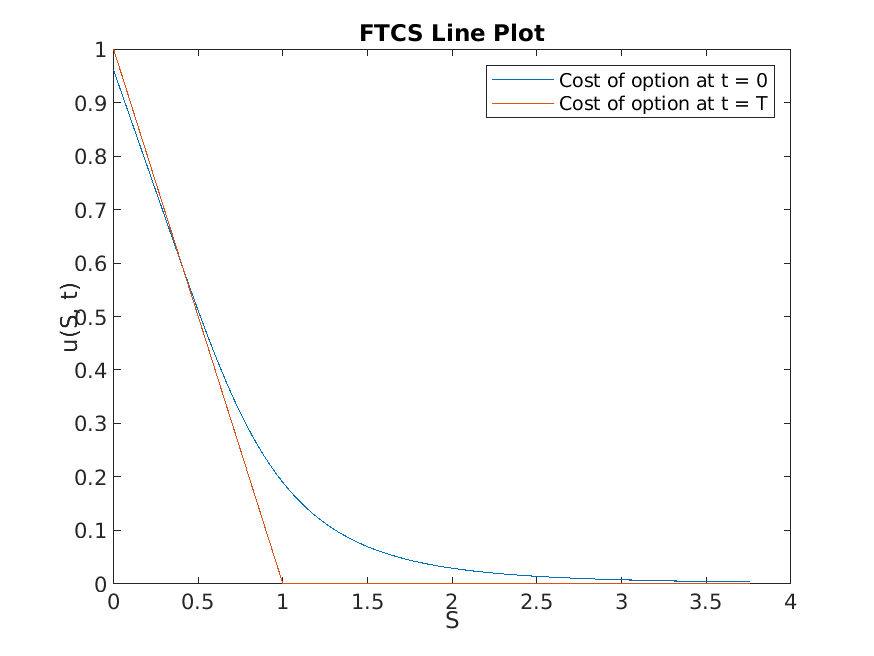 FTCS Line Plot
Cost of option at t = 0
Cost of option at t = T
1
0.9
0.8
0.7
0.6
0.5
0.4
0.3
0.2
0.1
0
u(S, t)
0 0.5 1 1.5 2 2.5 3 3.5 4
S